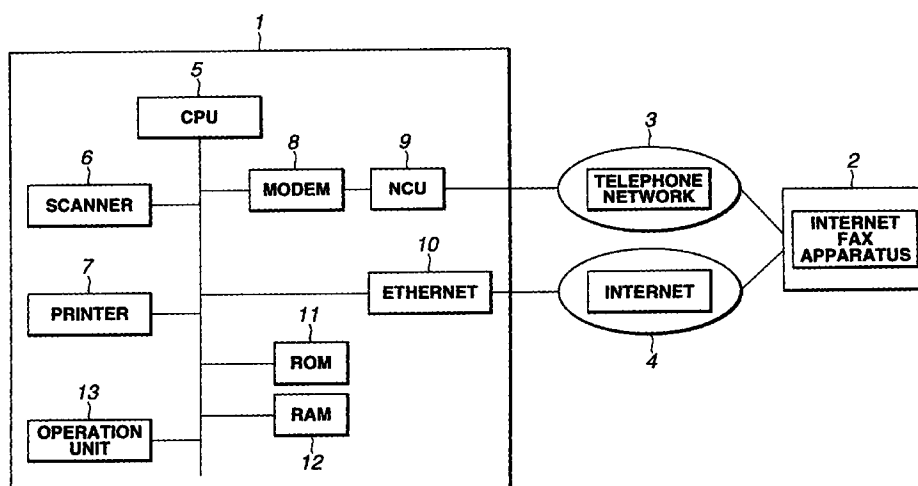 1
5
CPU
6
SCANNER
8
MODEM
9
NCU
3
TELEPHONE
NETWORK
2
INTERNET
FAX
APPARATUS
7
PRINTER
10
ETHERNET
INTERNET
4
11
ROM
13
OPERATION
UNIT
RAM
12